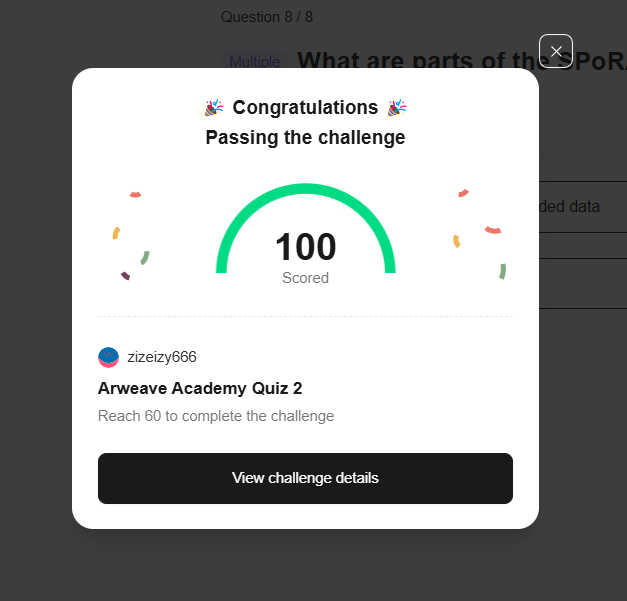 Question 8 / 8
Multiple What are parts of the SPoR
ded data
Congratulations
Passing the challenge
100
Scored
zizeizy666
Arweave Academy Quiz 2
Reach 60 to complete the challenge
View challenge details